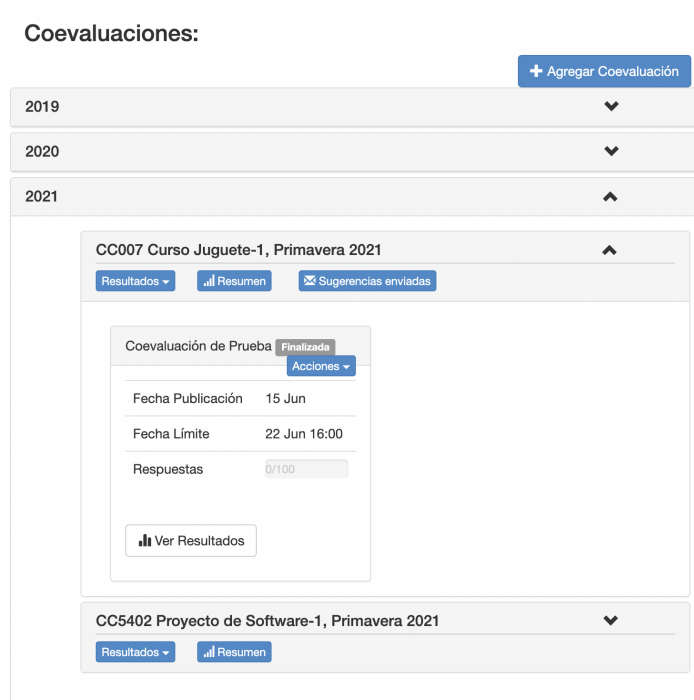 Coevaluaciones:
Agregar Coevaluación
2019
2020
2021
CC007 Curso Juguete-1, Primavera 2021
Resultados Resumen Sugerencias enviadas
Coevaluación de Prueba Finalizada
Acciones
Fecha Publicación 15 Jun
Fecha Límite 22 Jun 16:00
Respuestas 0/100
Ver Resultados
CC5402 Proyecto de Software-1, Primavera 2021
Resultados Resumen